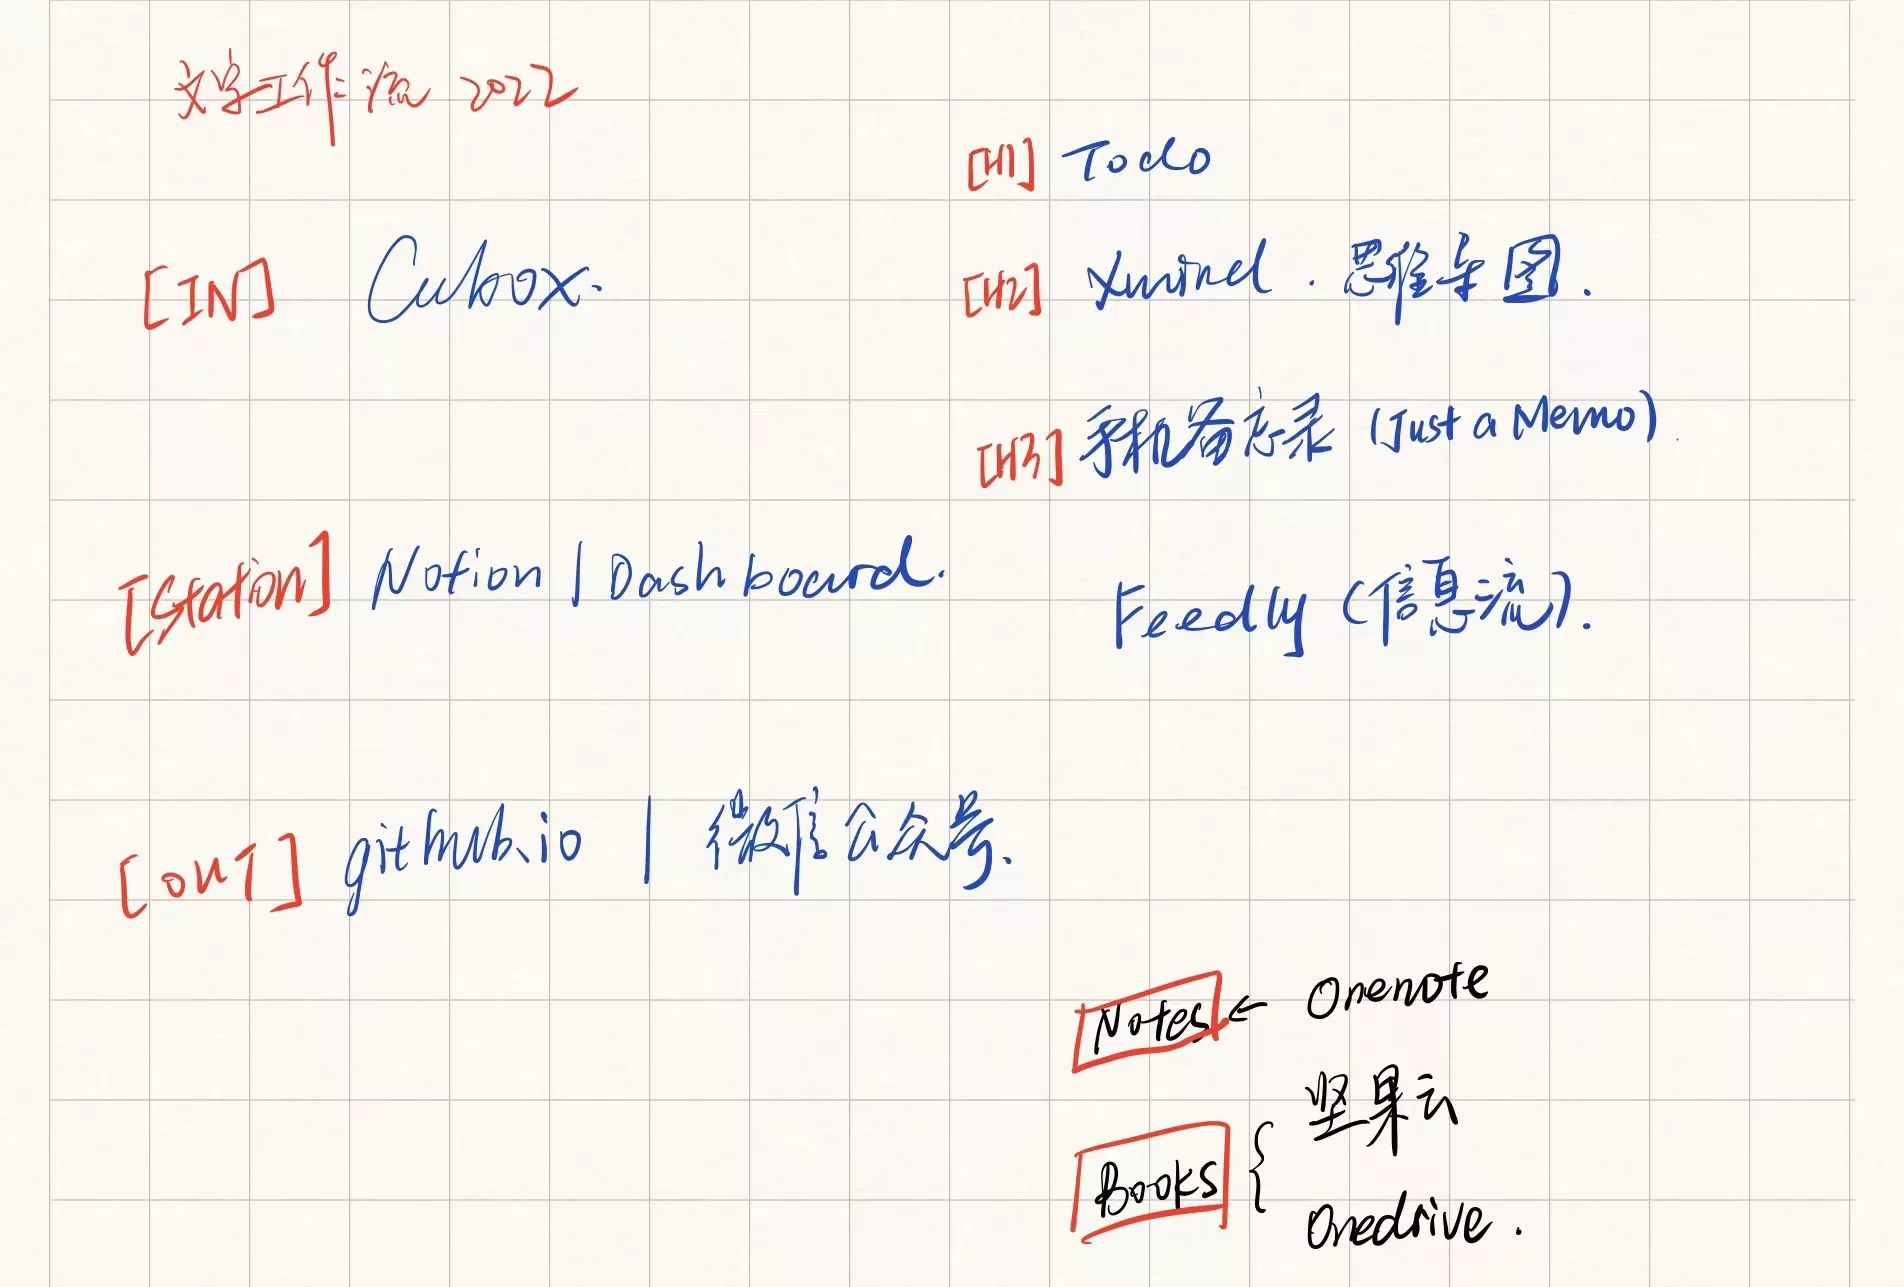 文字工作流 2022
[IN] Cubox.
[Station] Notion | Dashboard.
[OUT] github.io | 微信公众号.
[H1] Todo
[H2] Xmind . 思维导图.
[H3] 手机备忘录 (Just a Memo)
Feedly (信息流).
Notes ← Onenote
Books { 坚果云
Onedrive.